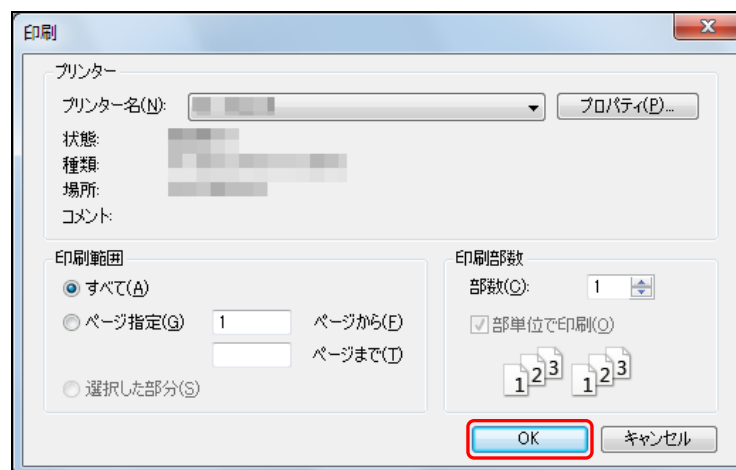 印刷
プリンター
プリンター名(N): プロパティ(P)...
状態:
種類:
場所:
コメント:
印刷範囲
すべて(A)
ページ指定(G) 1 ページから(F)
ページまで(T)
選択した部分(S)
印刷部数
部数(C): 1
部単位で印刷(O)
1 2 3 1 2 3
OK キャンセル